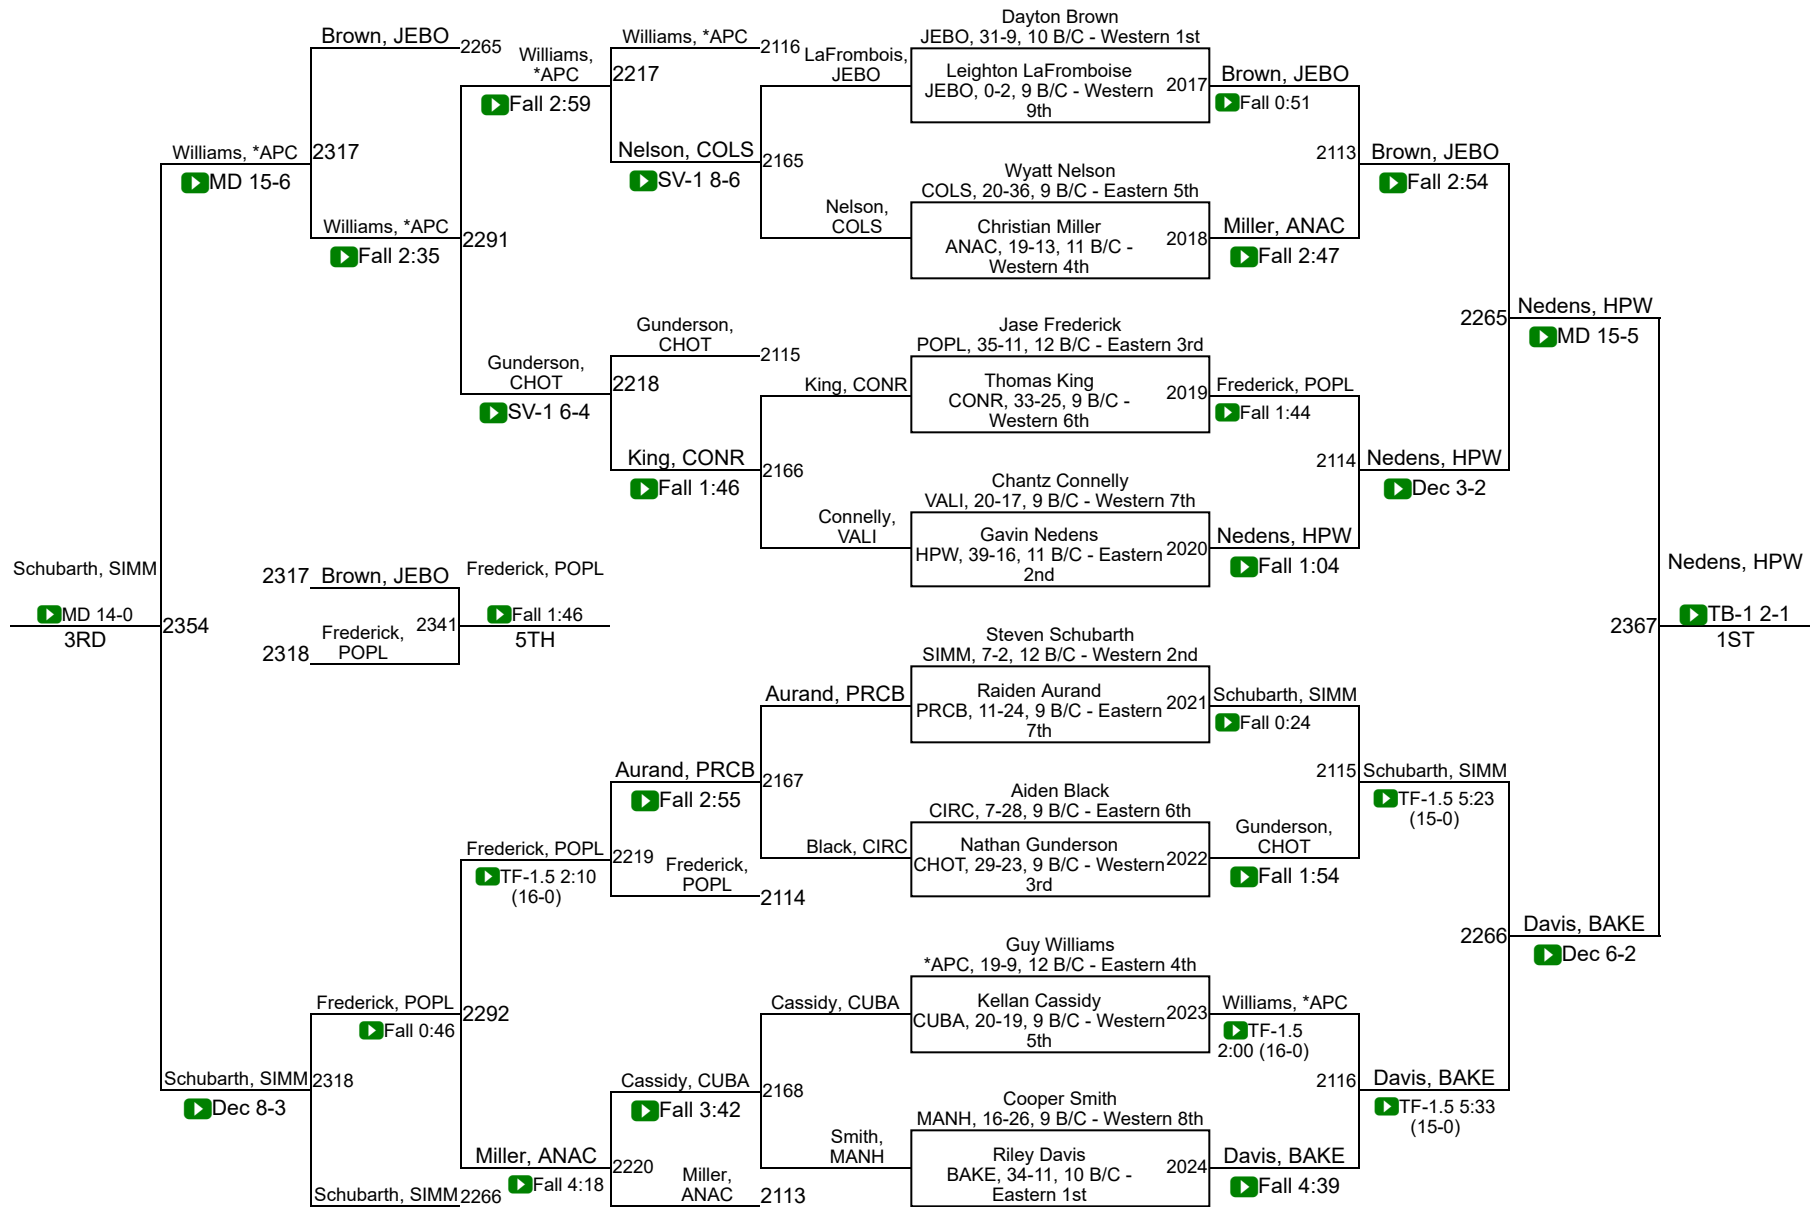 Dayton Brown
JEBO, 31-9, 10 B/C - Western 1st
Brown, JEBO
2265
Williams, *APC
2116
Williams,
*APC
2217
LaFrombois,
JEBO
Leighton LaFromboise
JEBO, 0-2, 9 B/C - Western
9th
2017
Brown, JEBO
Fall 0:51
Fall 2:59
Williams, *APC
2317
MD 15-6
Nelson, COLS
2165
SV-1 8-6
2113
Brown, JEBO
Fall 2:54
Wyatt Nelson
COLS, 20-36, 9 B/C - Eastern 5th
Nelson,
COLS
Christian Miller
ANAC, 19-13, 11 B/C -
Western 4th
2018
Miller, ANAC
Fall 2:47
Williams, *APC
2291
Fall 2:35
Nedens, HPW
2265
MD 15-5
Gunderson,
CHOT
2115
Jase Frederick
POPL, 35-11, 12 B/C - Eastern 3rd
Gunderson,
CHOT
2218
SV-1 6-4
King, CONR
Thomas King
CONR, 33-25, 9 B/C -
Western 6th
2019
Frederick, POPL
Fall 1:44
King, CONR
2166
Fall 1:46
2114
Nedens, HPW
Dec 3-2
Chantz Connelly
VALI, 20-17, 9 B/C - Western 7th
Connelly,
VALI
Gavin Nedens
HPW, 39-16, 11 B/C - Eastern
2nd
2020
Nedens, HPW
Fall 1:04
Schubarth, SIMM
MD 14-0
3RD
2354
2317
Brown, JEBO
2318
Frederick,
POPL
2341
Frederick, POPL
Fall 1:46
5TH
Nedens, HPW
2367
TB-1 2-1
1ST
Steven Schubarth
SIMM, 7-2, 12 B/C - Western 2nd
Aurand, PRCB
Raiden Aurand
PRCB, 11-24, 9 B/C - Eastern
7th
2021
Schubarth, SIMM
Fall 0:24
Aurand, PRCB
2167
Fall 2:55
2115
Schubarth, SIMM
TF-1.5 5:23
(15-0)
Aiden Black
CIRC, 7-28, 9 B/C - Eastern 6th
Black, CIRC
Nathan Gunderson
CHOT, 29-23, 9 B/C - Western
3rd
2022
Gunderson,
CHOT
Fall 1:54
Frederick, POPL
2219
TF-1.5 2:10
(16-0)
Frederick,
POPL
2114
2266
Davis, BAKE
Dec 6-2
Guy Williams
*APC, 19-9, 12 B/C - Eastern 4th
Cassidy, CUBA
Kellan Cassidy
CUBA, 20-19, 9 B/C - Western
5th
2023
Williams, *APC
TF-1.5
2:00 (16-0)
Frederick, POPL
2292
Fall 0:46
Schubarth, SIMM
2318
Dec 8-3
Cassidy, CUBA
2168
Fall 3:42
2116
Davis, BAKE
TF-1.5 5:33
(15-0)
Cooper Smith
MANH, 16-26, 9 B/C - Western 8th
Smith,
MANH
Riley Davis
BAKE, 34-11, 10 B/C -
Eastern 1st
2024
Davis, BAKE
Fall 4:39
Miller, ANAC
2220
Fall 4:18
Miller,
ANAC
2113
Schubarth, SIMM
2266